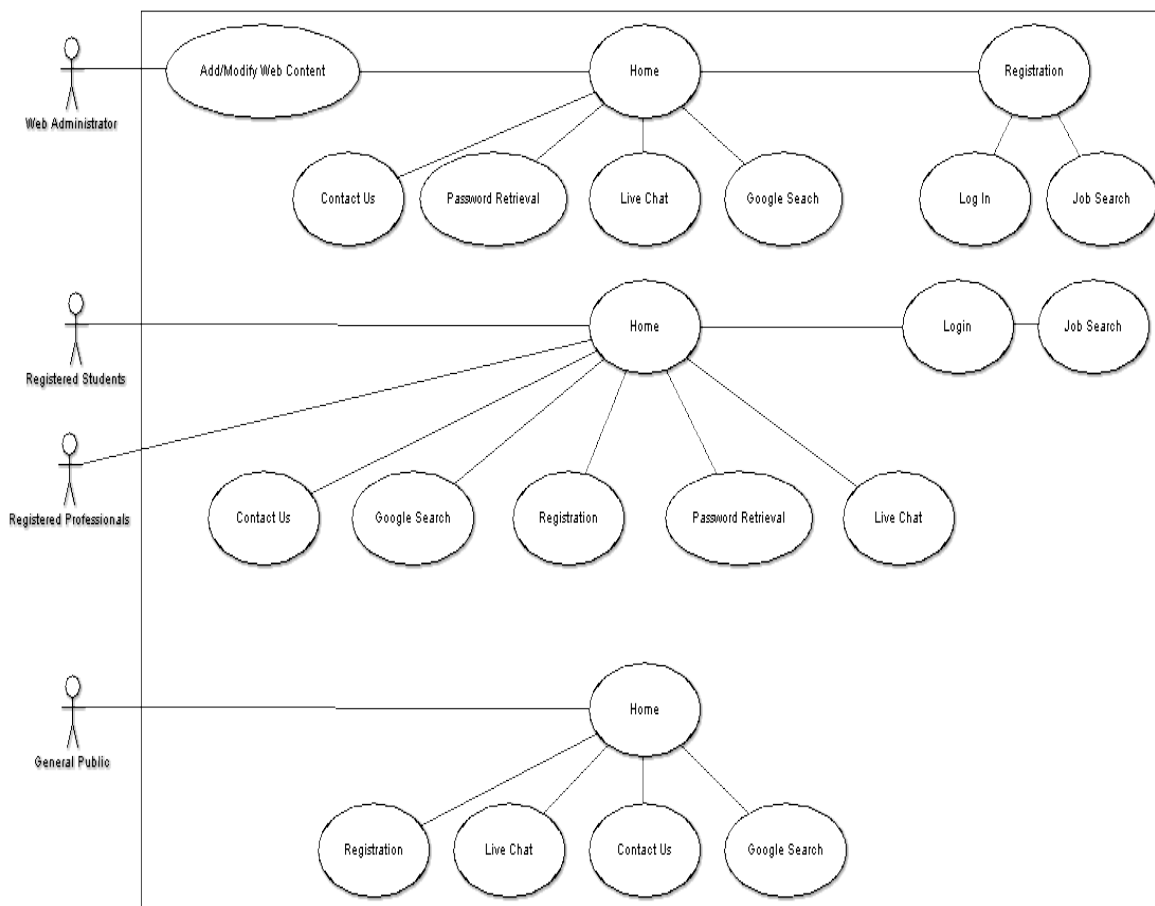 Add/Modify Web Content
Home
Registration
Web Administrator
Contact Us
Password Retrieval
Live Chat
Google Seach
Log In
Job Search
Home
Login
Job Search
Registered Students
Registered Professionals
Contact Us
Google Search
Registration
Password Retrieval
Live Chat
Home
General Public
Registration
Live Chat
Contact Us
Google Search